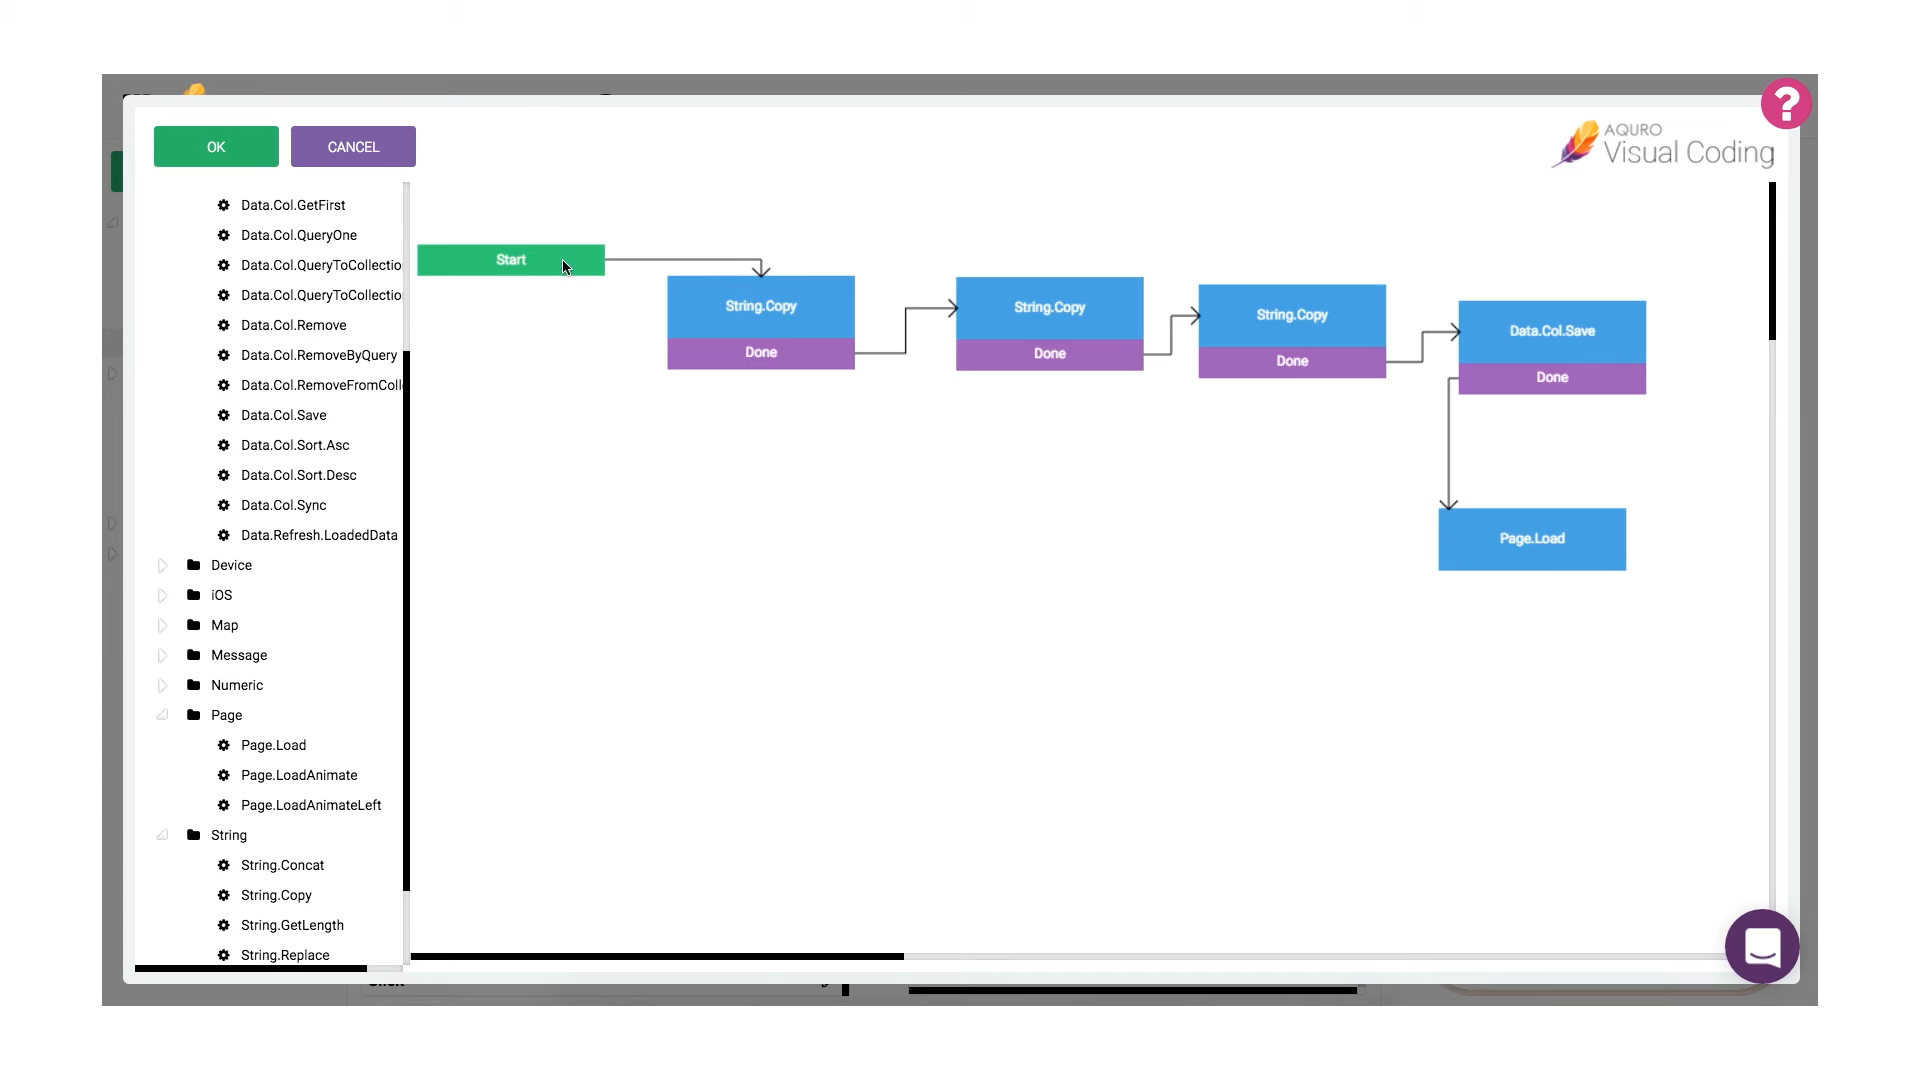 ?
OK
CANCEL
AQURO
Visual Coding
Data.Col.GetFirst
Data.Col.QueryOne
Data.Col.QueryToCollectio
Data.Col.QueryToCollectio
Data.Col.Remove
Data.Col.RemoveByQuery
Data.Col.RemoveFromColl
Data.Col.Save
Data.Col.Sort.Asc
Data.Col.Sort.Desc
Data.Col.Sync
Data.Refresh.LoadedData
Device
iOS
Map
Message
Numeric
Page
Page.Load
Page.LoadAnimate
Page.LoadAnimateLeft
String
String.Concat
String.Copy
String.GetLength
String.Replace
Start
String.Copy
Done
String.Copy
Done
String.Copy
Done
Data.Col.Save
Done
Page.Load